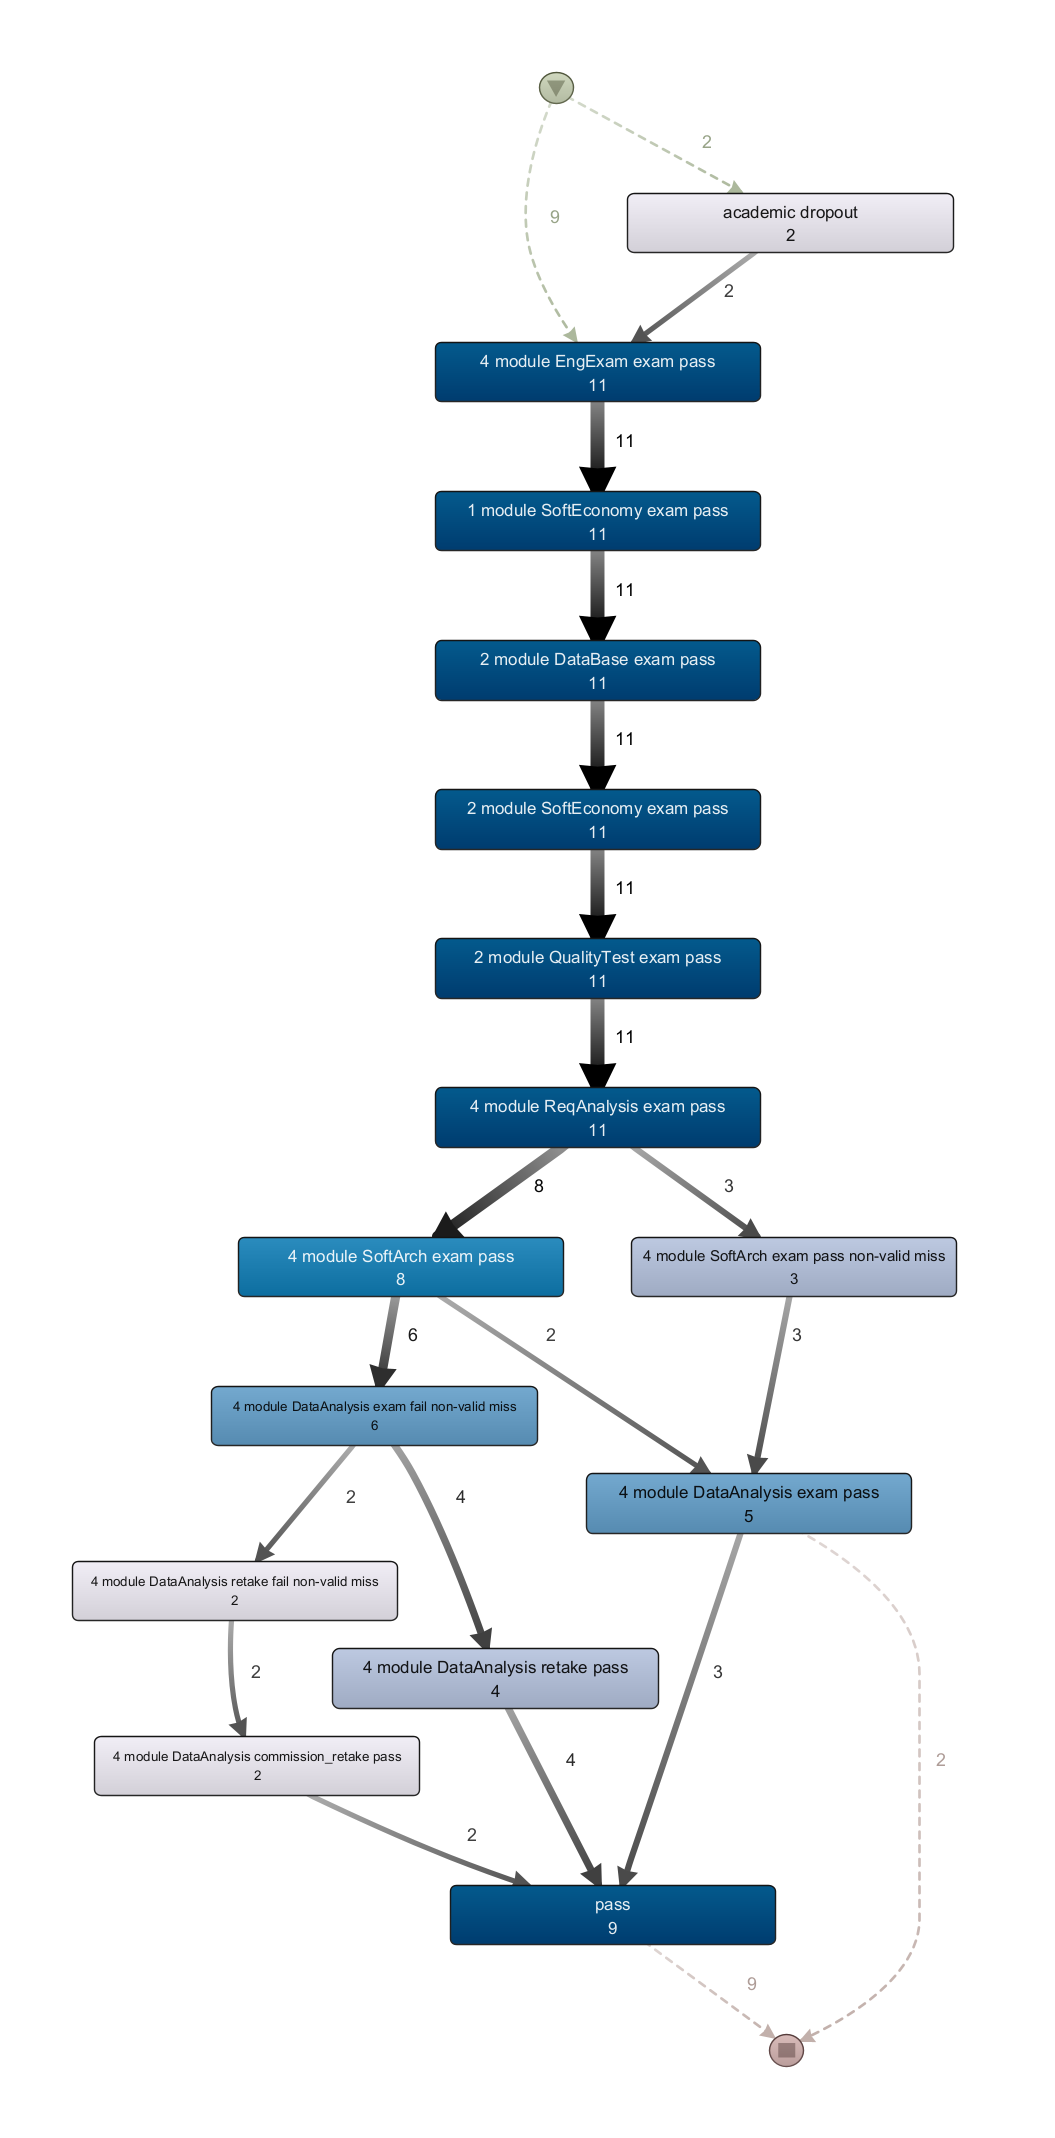 2
academic dropout
2
9
2
4 module EngExam exam pass
11
11
1 module SoftEconomy exam pass
11
11
2 module DataBase exam pass
11
11
2 module SoftEconomy exam pass
11
11
2 module QualityTest exam pass
11
11
4 module ReqAnalysis exam pass
11
8
3
4 module SoftArch exam pass
8
4 module SoftArch exam pass non-valid miss
3
6
2
3
4 module DataAnalysis exam fail non-valid miss
6
4 module DataAnalysis exam pass
5
2
4
4 module DataAnalysis retake fail non-valid miss
2
4 module DataAnalysis retake pass
4
2
3
4 module DataAnalysis commission_retake pass
2
4
2
2
pass
9
9